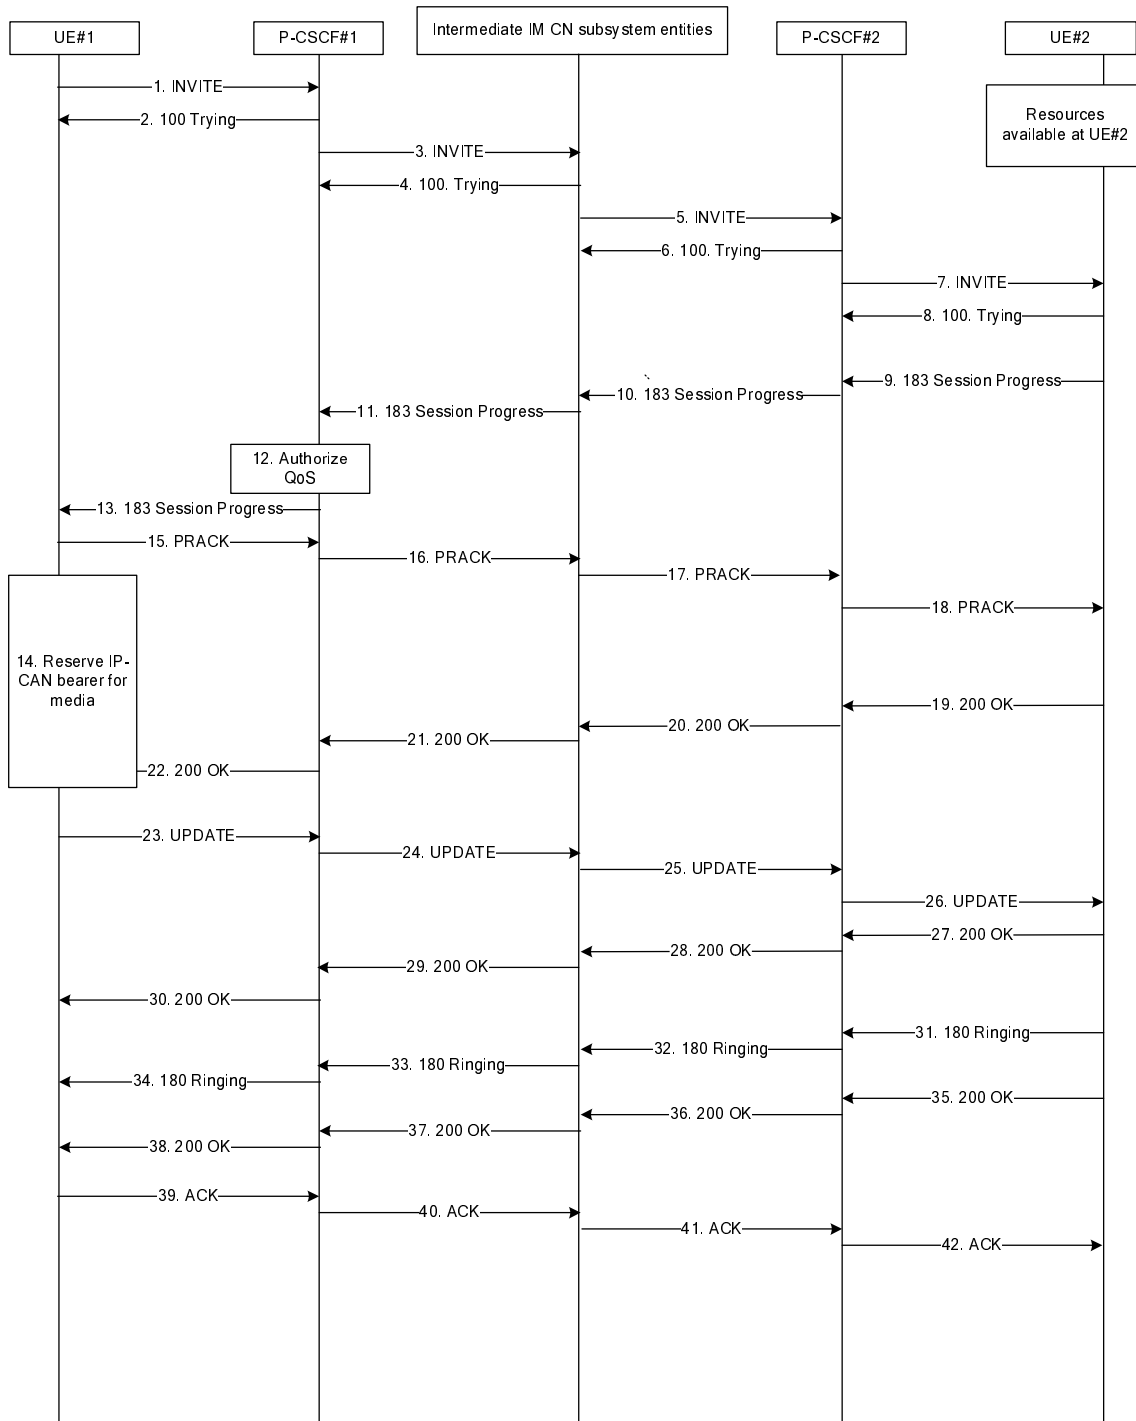 UE#1
P-CSCF#1
Intermediate IM CN subsystem entities
P-CSCF#2
UE#2
1. INVITE
Resources
available at UE#2
2. 100 Trying
3. INVITE
4. 100. Trying
5. INVITE
6. 100. Trying
7. INVITE
8. 100. Trying
9. 183 Session Progress
10. 183 Session Progress
11. 183 Session Progress
12. Authorize
QoS
13. 183 Session Progress
15. PRACK
16. PRACK
17. PRACK
18. PRACK
14. Reserve IP-
CAN bearer for
media
19. 200 OK
20. 200 OK
21. 200 OK
22. 200 OK
23. UPDATE
24. UPDATE
25. UPDATE
26. UPDATE
27. 200 OK
28. 200 OK
29. 200 OK
30. 200 OK
31. 180 Ringing
32. 180 Ringing
33. 180 Ringing
34. 180 Ringing
35. 200 OK
36. 200 OK
37. 200 OK
38. 200 OK
39. ACK
40. ACK
41. ACK
42. ACK